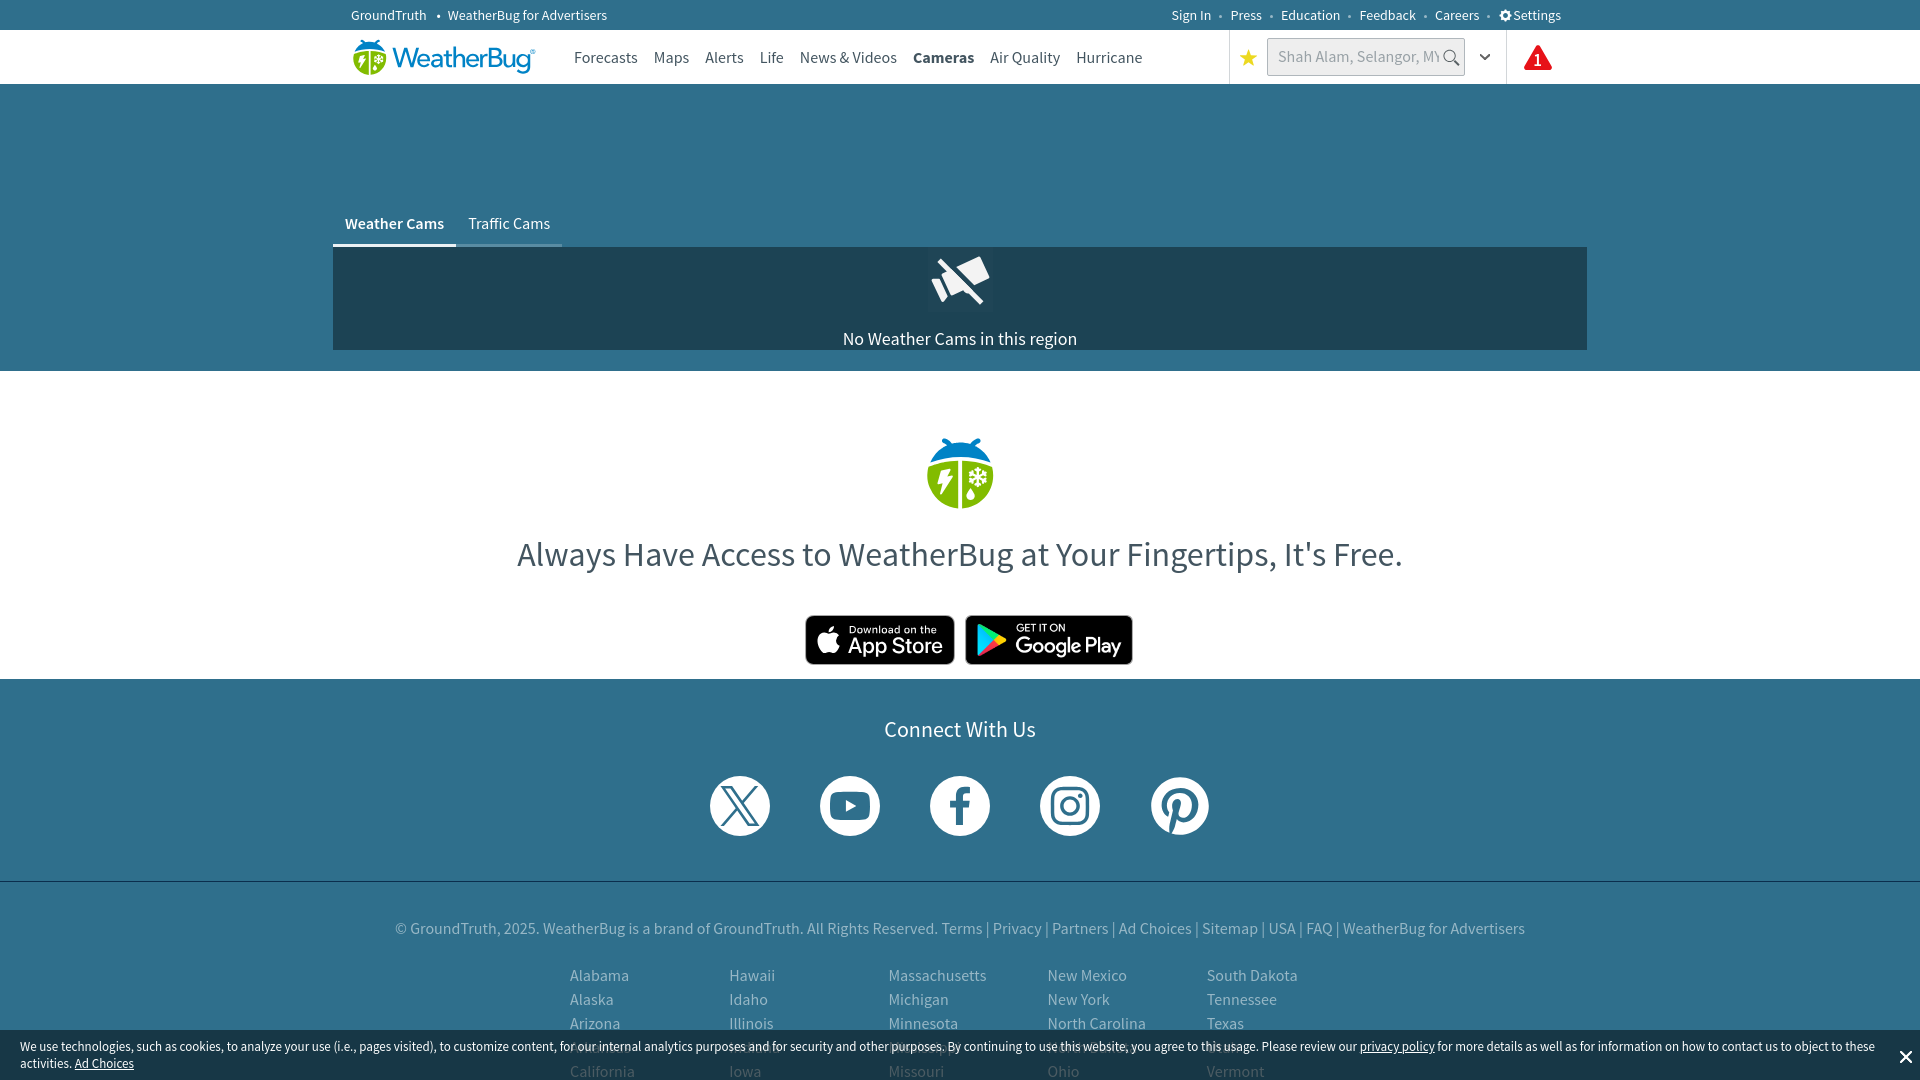 GroundTruth • WeatherBug for Advertisers
Sign In • Press • Education • Feedback • Careers • Settings
WeatherBug®
Forecasts Maps Alerts Life News & Videos Cameras Air Quality Hurricane
Shah Alam, Selangor, MY
1
Weather Cams Traffic Cams
No Weather Cams in this region
Always Have Access to WeatherBug at Your Fingertips, It's Free.
Download on the
App Store
GET IT ON
Google Play
Connect With Us
© GroundTruth, 2025. WeatherBug is a brand of GroundTruth. All Rights Reserved. Terms | Privacy | Partners | Ad Choices | Sitemap | USA | FAQ | WeatherBug for Advertisers
Alabama Hawaii Massachusetts New Mexico South Dakota
Alaska Idaho Michigan New York Tennessee
Arizona Illinois Minnesota North Carolina Texas
We use technologies, such as cookies, to analyze your use (i.e., pages visited), to customize content, for our internal analytics purposes and for security and other purposes. By continuing to use this website, you agree to this usage. Please review our privacy policy for more details as well as for information on how to contact us to object to these
activities. Ad Choices
California Iowa Missouri Ohio Vermont